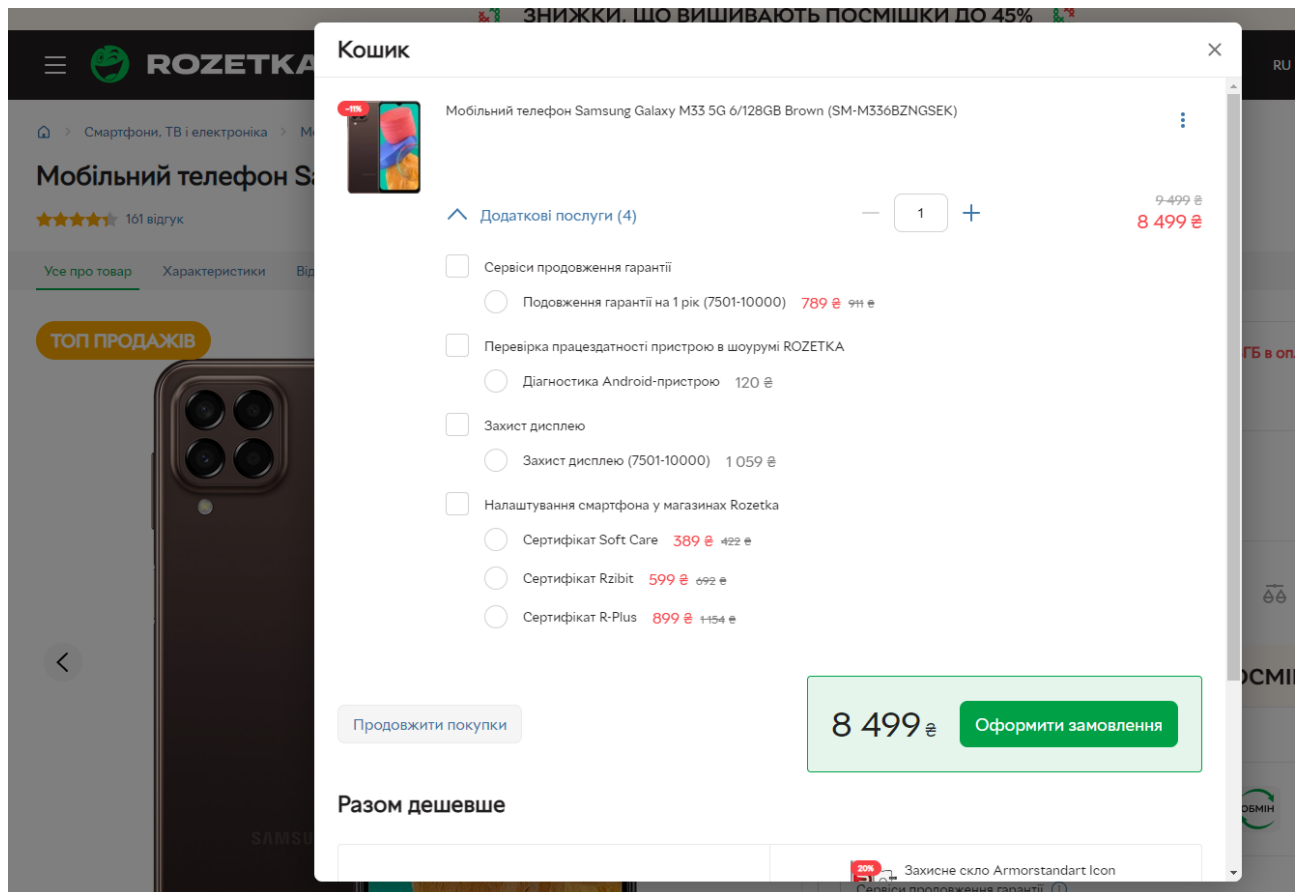 ЗНИЖКИ, ЩО ВИШИВАЮТЬ ПОСМІШКИ ДО 45%
ROZETKA
RU
Кошик
Смартфони, ТВ і електроніка
Мобільний телефон
161 відгук
Усе про товар Характеристики
ТОП ПРОДАЖІВ
-11%
Мобільний телефон Samsung Galaxy M33 5G 6/128GB Brown (SM-M336BZNGSEK)
Додаткові послуги (4)
1
9 499 ₴
8 499 ₴
Сервіси продовження гарантії
Подовження гарантії на 1 рік (7501-10000) 789 ₴ 911 ₴
Перевірка працездатності пристрою в шоурумі ROZETKA
Діагностика Android-пристрою 120 ₴
Захист дисплею
Захист дисплею (7501-10000) 1 059 ₴
Налаштування смартфона у магазинах Rozetka
Сертифікат Soft Care 389 ₴ 422 ₴
Сертифікат Rzibit 599 ₴ 692 ₴
Сертифікат R-Plus 899 ₴ 1 154 ₴
Продовжити покупки
8 499 ₴
Оформити замовлення
Разом дешевше
20%
Захисне скло Armorstandart Icon
Сервіси продовження гарантії
ОБМІН